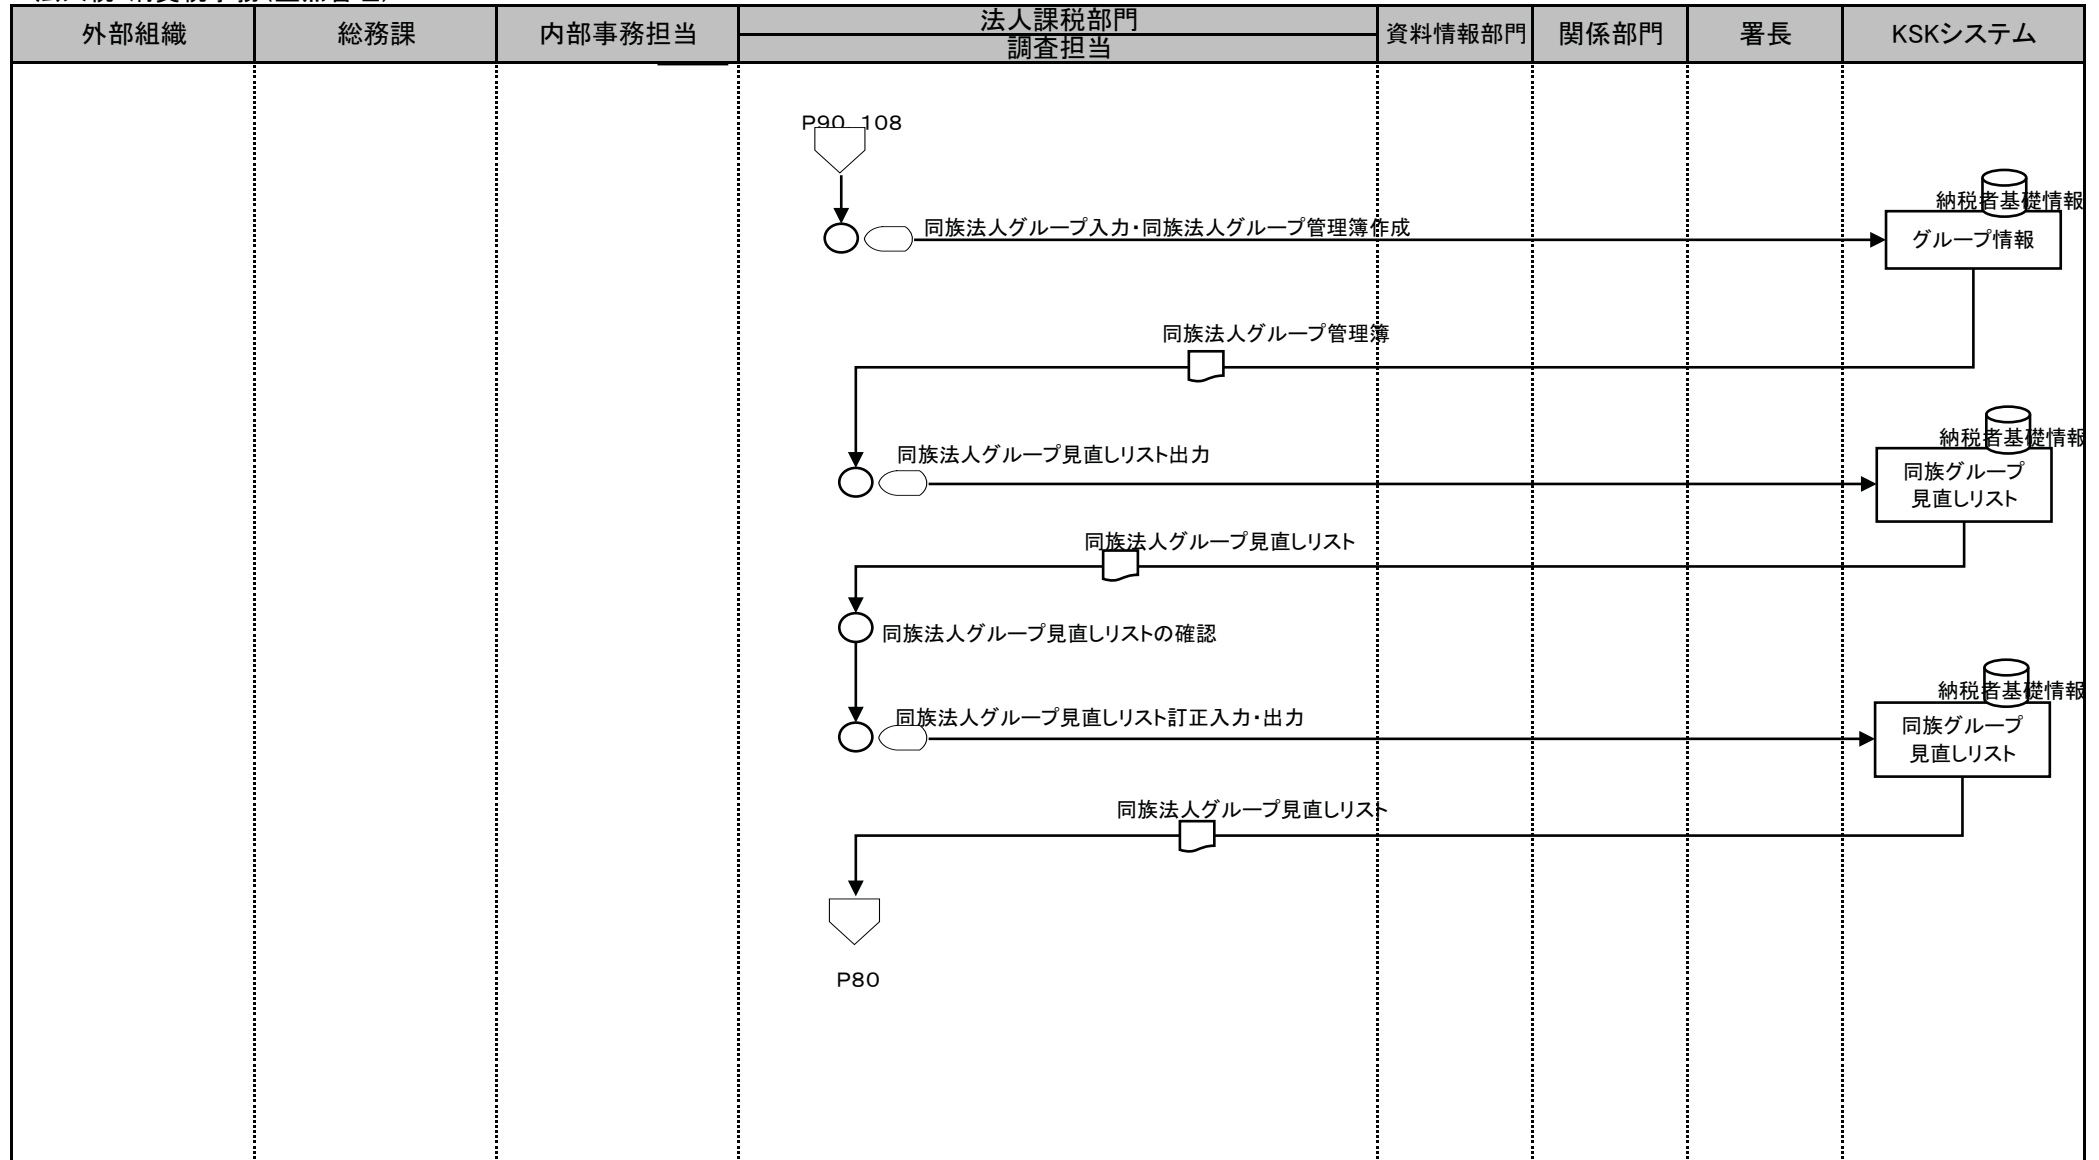 外部組織
総務課
内部事務担当
法人課税部門
調査担当
資料情報部門
関係部門
署長
KSKシステム
P90 108
納税者基礎情報
同族法人グループ入力・同族法人グループ管理簿作成
グループ情報
同族法人グループ管理簿
納税者基礎情報
同族法人グループ見直しリスト出力
同族グループ
見直しリスト
同族法人グループ見直しリスト
同族法人グループ見直しリストの確認
納税者基礎情報
同族法人グループ見直しリスト訂正入力・出力
同族グループ
見直しリスト
同族法人グループ見直しリスト
P80